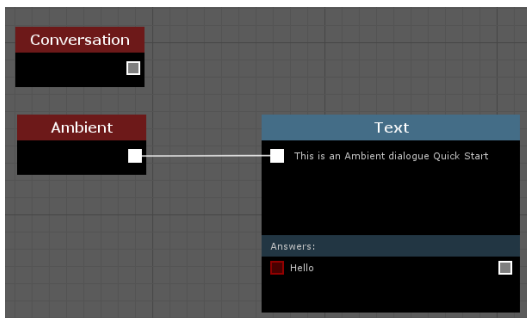 Conversation
Ambient
Text
This is an Ambient dialogue Quick Start
Answers:
Hello